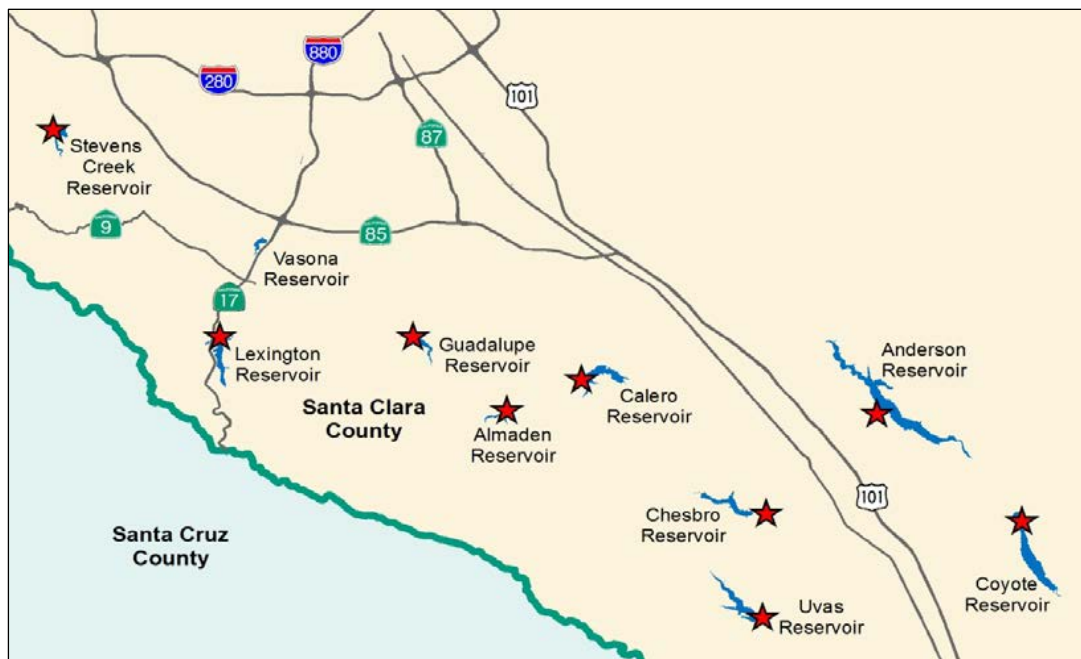 880
280
101
87
Stevens
Creek
Reservoir
9
85
Vasona
Reservoir
17
Lexington
Reservoir
Guadalupe
Reservoir
Anderson
Reservoir
Calero
Reservoir
Santa Clara
County
Almaden
Reservoir
101
Chesbro
Reservoir
Santa Cruz
County
Coyote
Reservoir
Uvas
Reservoir